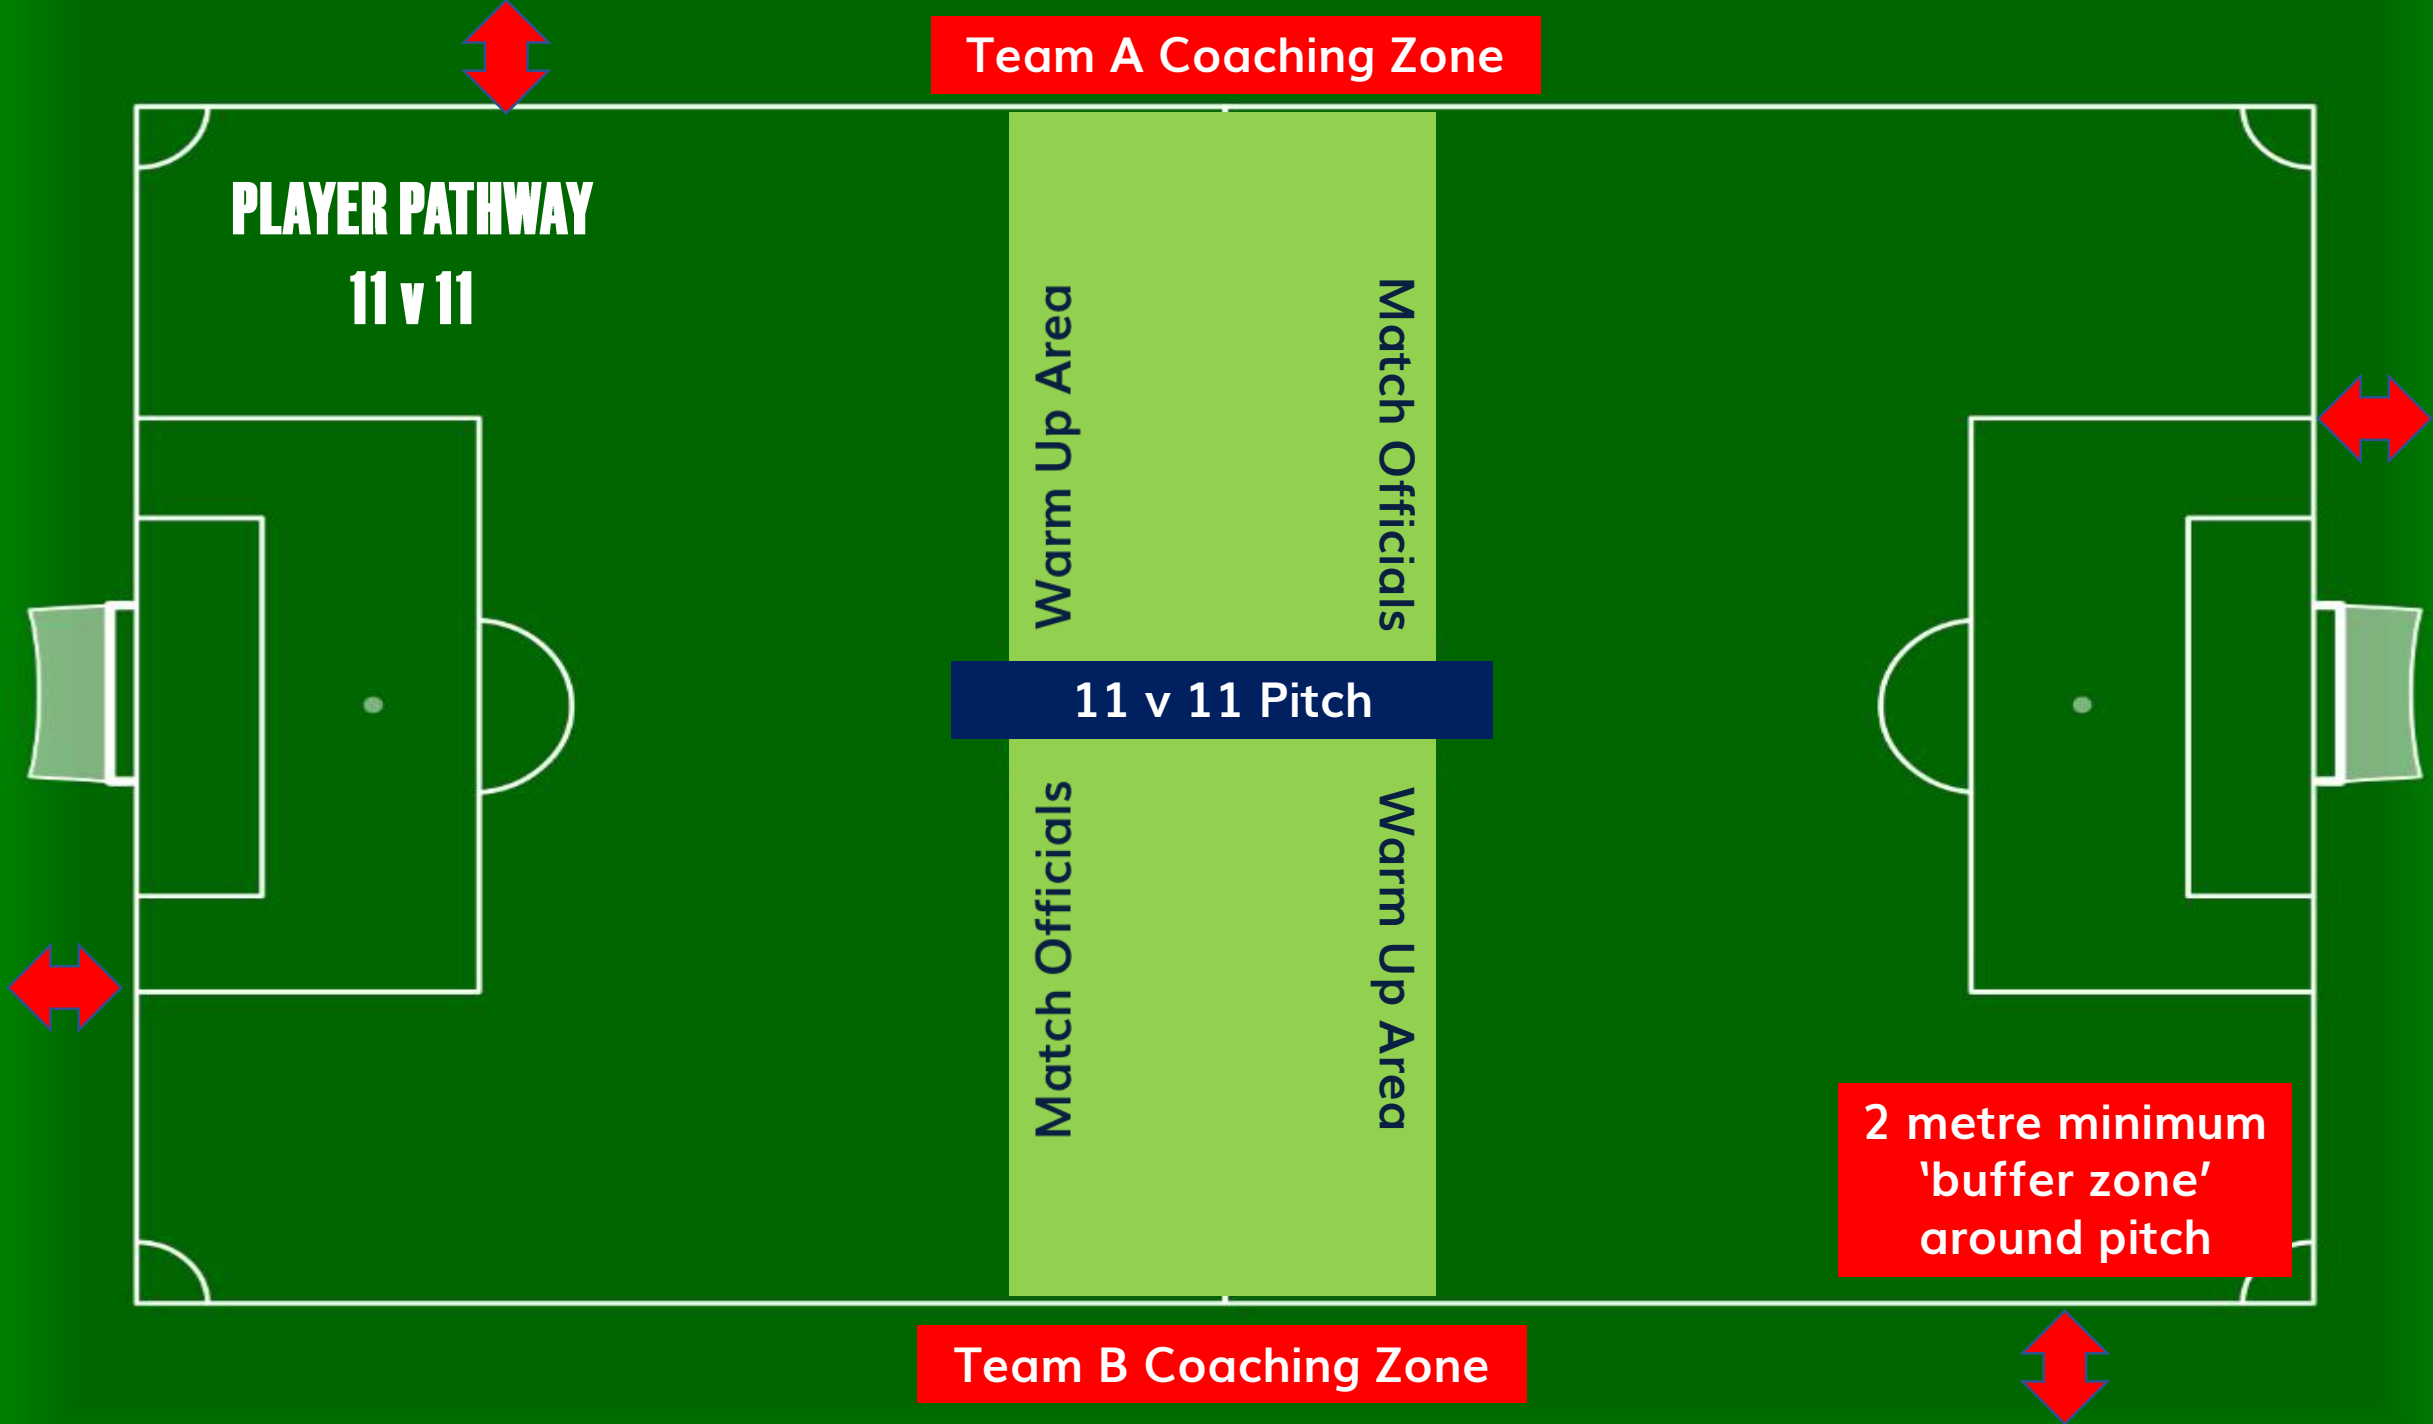 Team A Coaching Zone
PLAYER PATHWAY
11 v 11
Warm Up Area
Match Officials
11 v 11 Pitch
Match Officials
Warm Up Area
2 metre minimum
‘buffer zone’
around pitch
Team B Coaching Zone